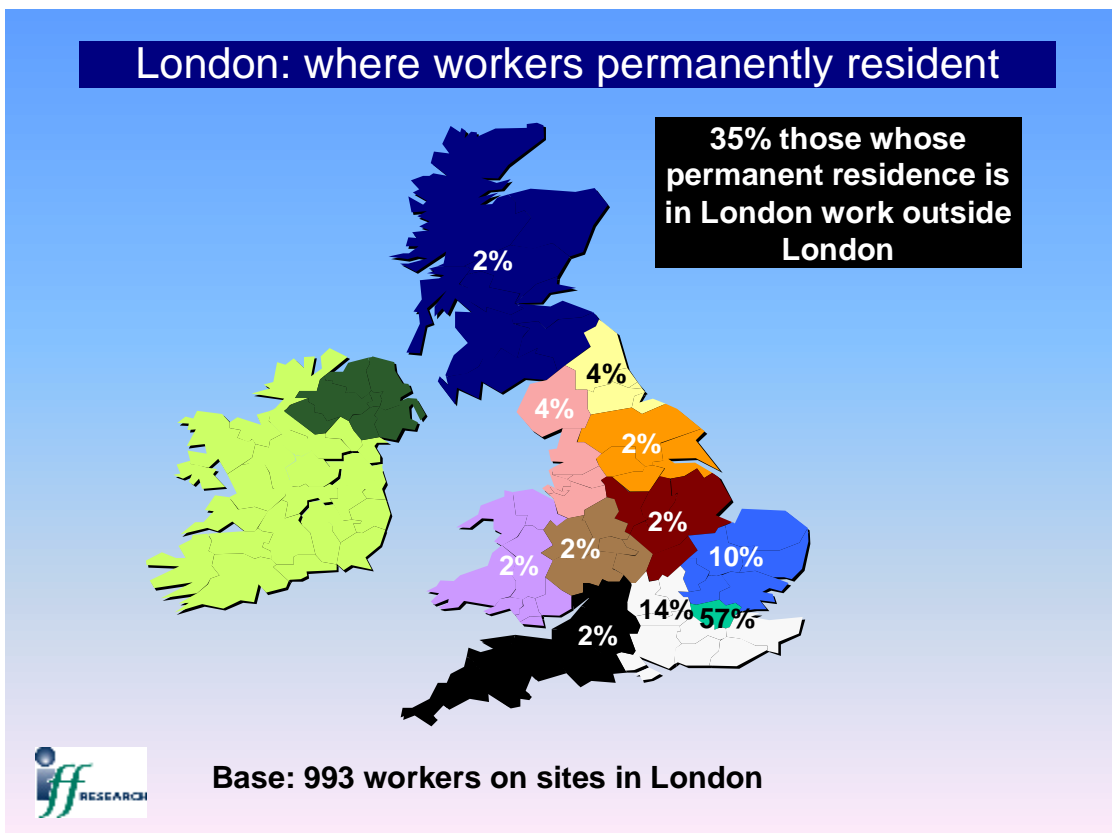 London: where workers permanently resident
35% those whose
permanent residence is
in London work outside
London
2%
4%
4%
2%
2%
2%
10%
2%
14%
57%
2%
iff
RESEARCH
Base: 993 workers on sites in London